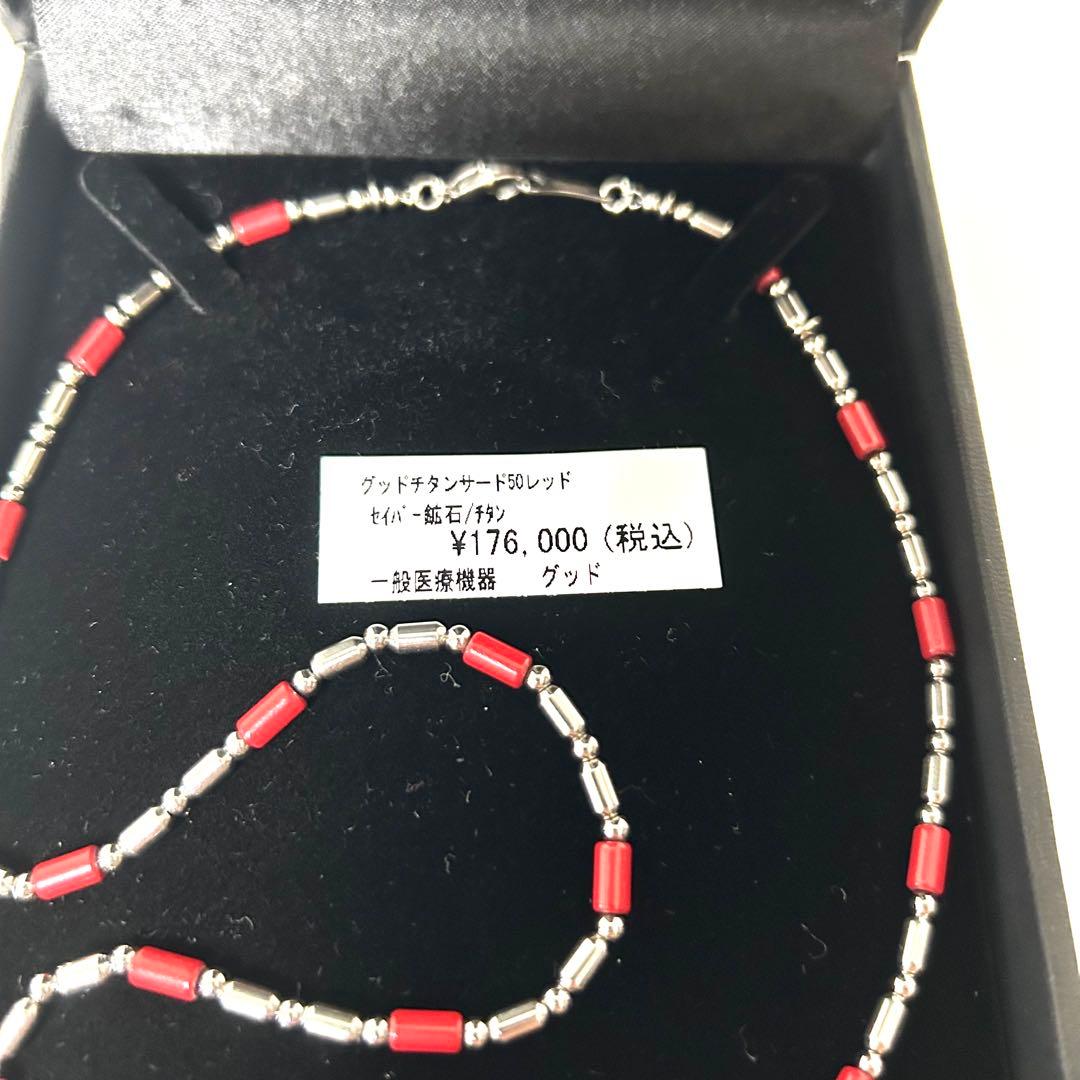 グッドチタンサード50レッド
ｾｲﾊﾞｰ鉱石/ﾁﾀﾝ
¥176,000 (税込)
一般医療機器　グッド